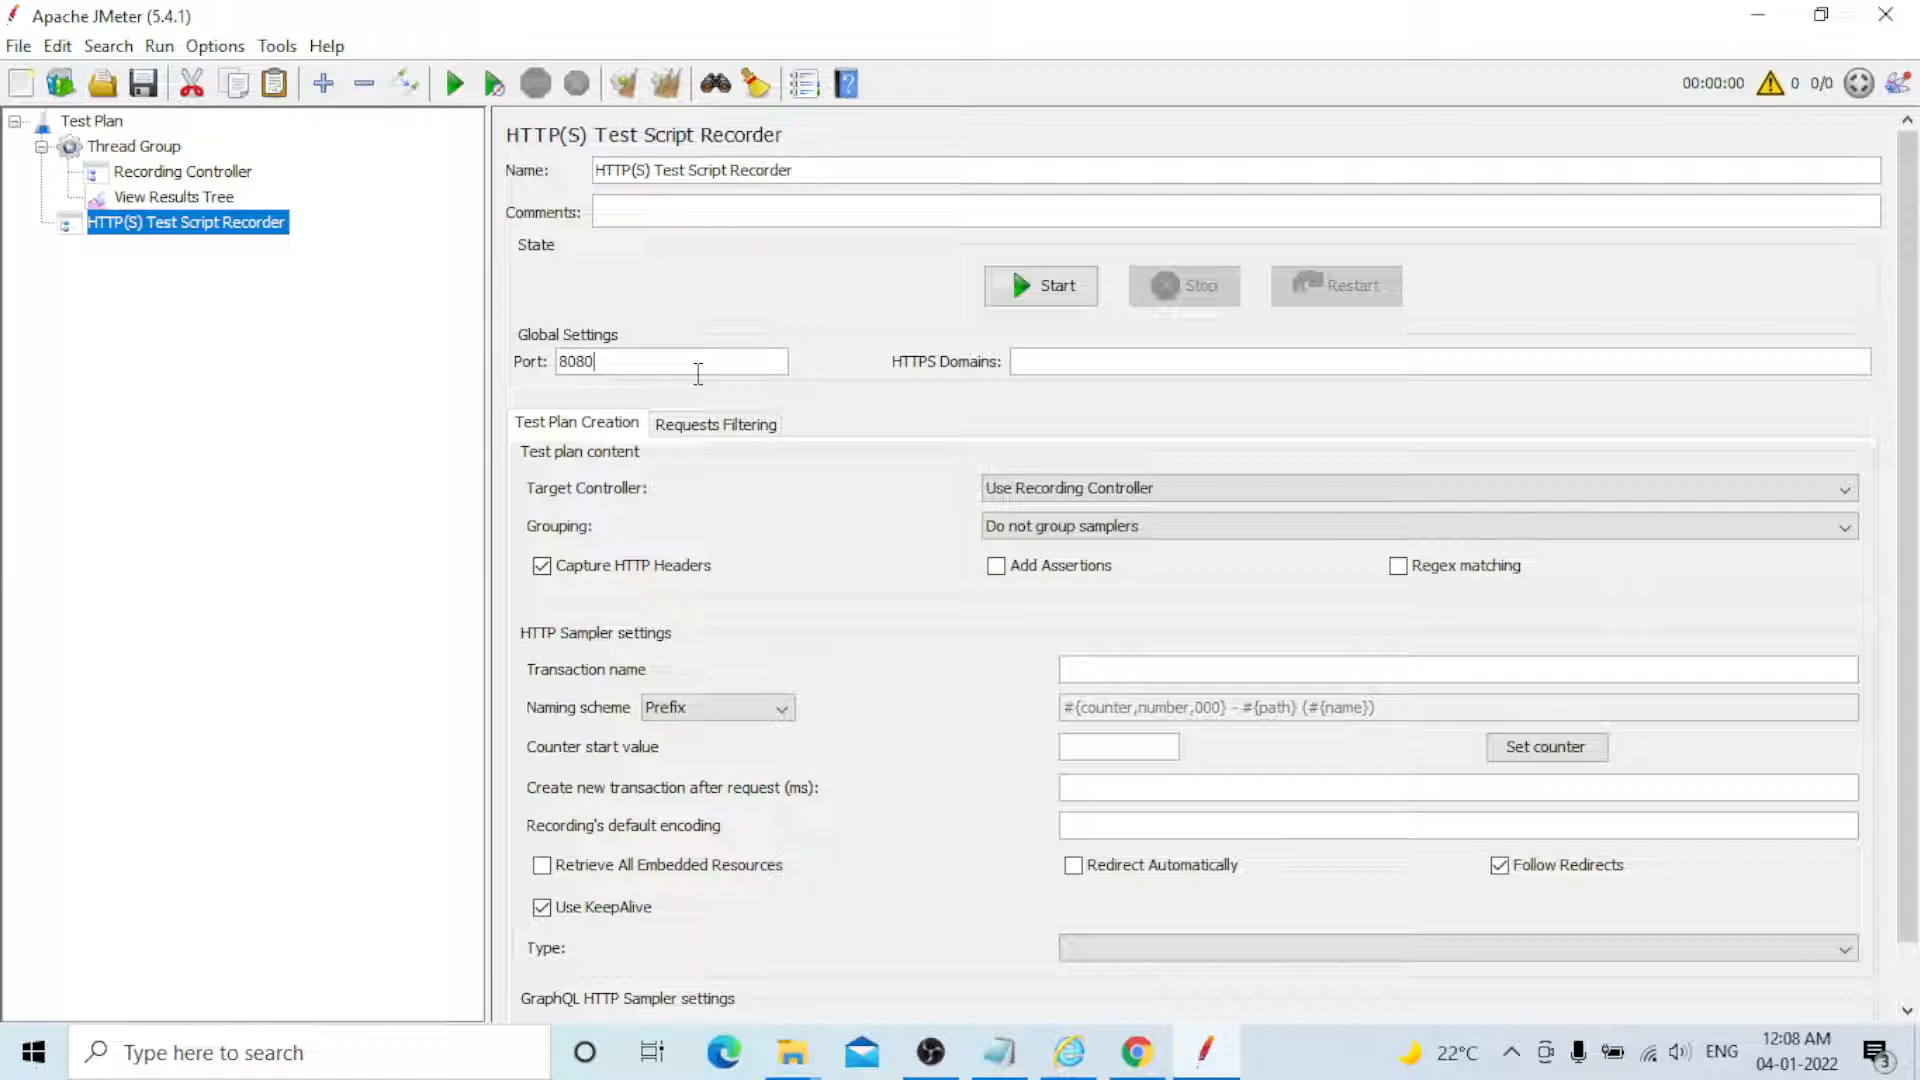 Apache JMeter (5.4.1)
File Edit Search Run Options Tools Help
00:00:00 0 0/0
Test Plan
Thread Group
Recording Controller
View Results Tree
HTTP(S) Test Script Recorder
HTTP(S) Test Script Recorder
Name: HTTP(S) Test Script Recorder
Comments:
State
Start Stop Restart
Global Settings
Port: 8080 HTTPS Domains:
Test Plan Creation Requests Filtering
Test plan content
Target Controller: Use Recording Controller
Grouping: Do not group samplers
Capture HTTP Headers Add Assertions Regex matching
HTTP Sampler settings
Transaction name
Naming scheme Prefix #{counter,number,000} - #{path} (#{name})
Counter start value Set counter
Create new transaction after request (ms):
Recording's default encoding
Retrieve All Embedded Resources Redirect Automatically Follow Redirects
Use KeepAlive
Type:
GraphQL HTTP Sampler settings
Type here to search
22°C ENG 12:08 AM 3
04-01-2022